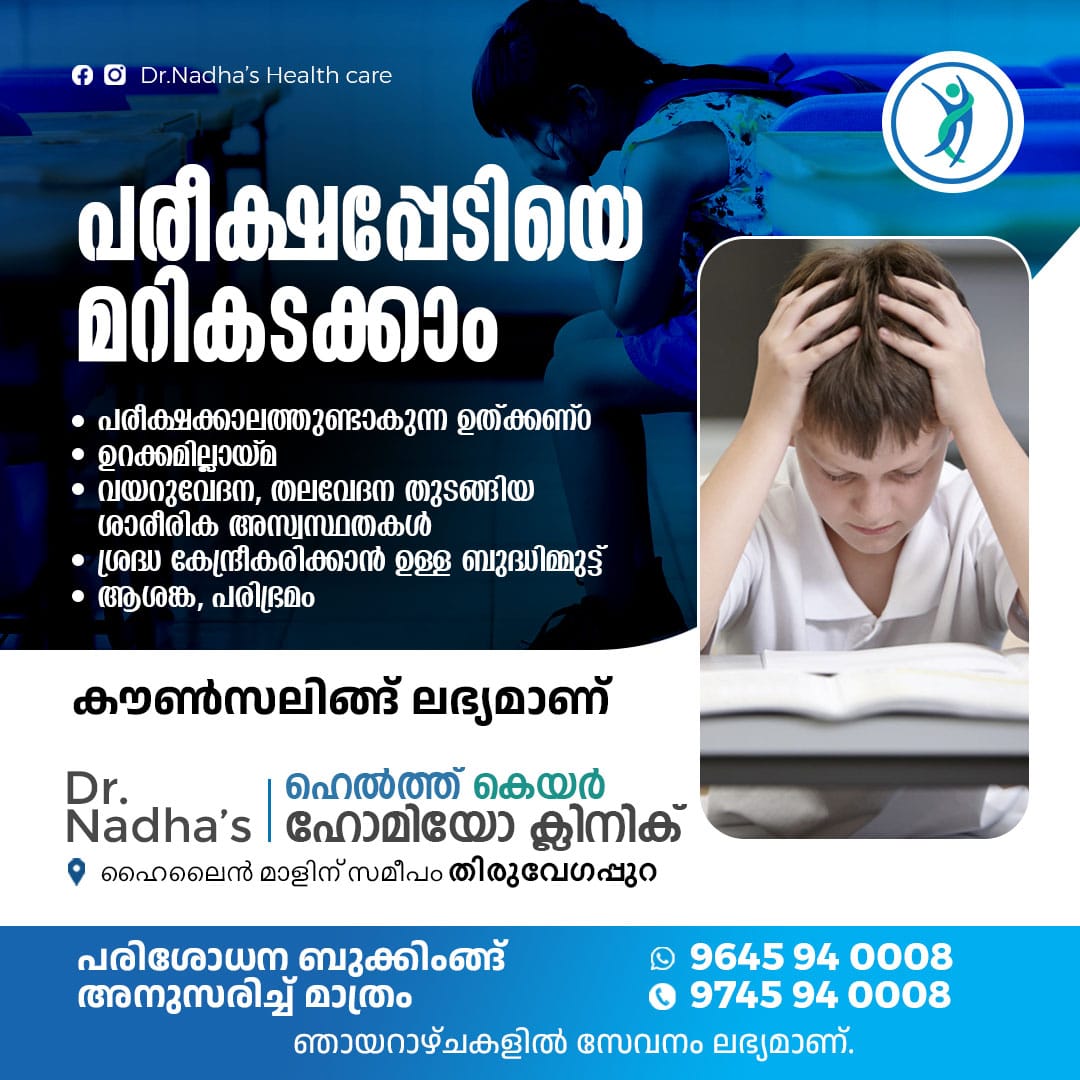 Dr.Nadha's Health care
പരീക്ഷപ്പേടിയെ
മറികടക്കാം
• പരീക്ഷക്കാലത്തുണ്ടാകുന്ന ഉത്ക്കണ്ഠ
• ഉറക്കമില്ലായ്മ
• വയറുവേദന, തലവേദന തുടങ്ങിയ
ശാരീരിക അസ്വസ്ഥതകൾ
• ശ്രദ്ധ കേന്ദ്രീകരിക്കാൻ ഉള്ള ബുദ്ധിമ്മുട്ട്
• ആശങ്ക, പരിഭ്രമം
കൗൺസലിങ്ങ് ലഭ്യമാണ്
Dr.
Nadha's
ഹെൽത്ത് കെയർ
ഹോമിയോ ക്ലിനിക്
ഹൈലൈൻ മാളിന് സമീപം തിരുവേഗപ്പുറ
പരിശോധന ബുക്കിംങ്ങ്
അനുസരിച്ച് മാത്രം
9645 94 0008
9745 94 0008
ഞായറാഴ്ചകളിൽ സേവനം ലഭ്യമാണ്.